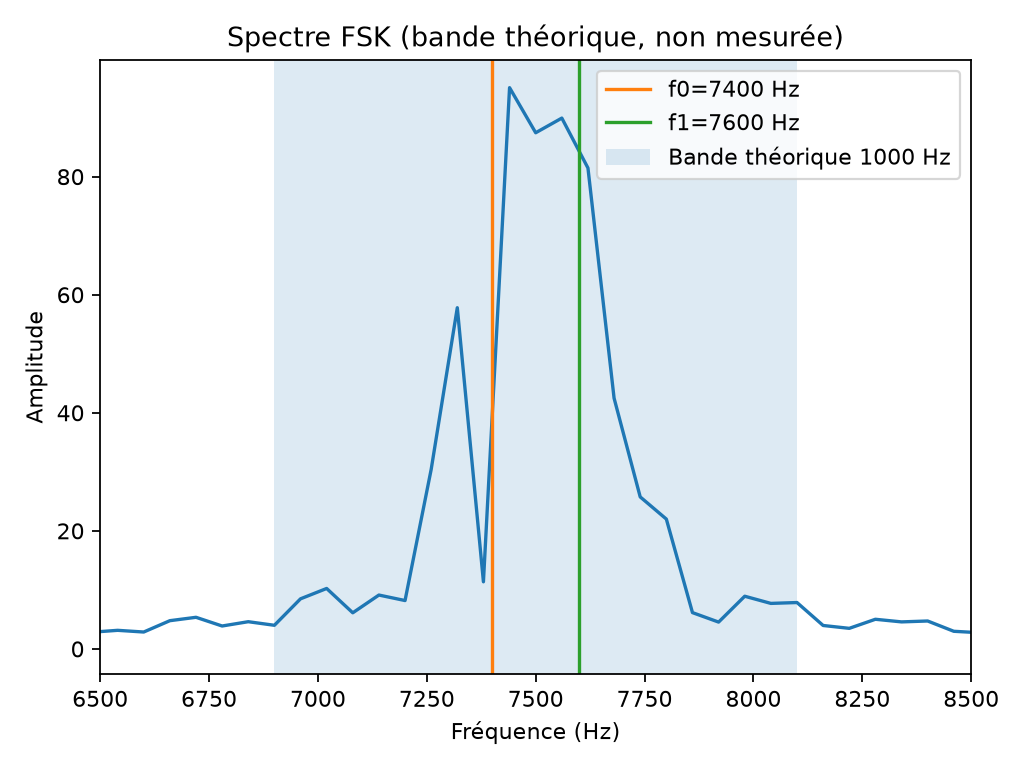 Spectre FSK (bande théorique, non mesurée)
f0=7400 Hz
f1=7600 Hz
Bande théorique 1000 Hz
Amplitude
80
60
40
20
0
6500 6750 7000 7250 7500 7750 8000 8250 8500
Fréquence (Hz)